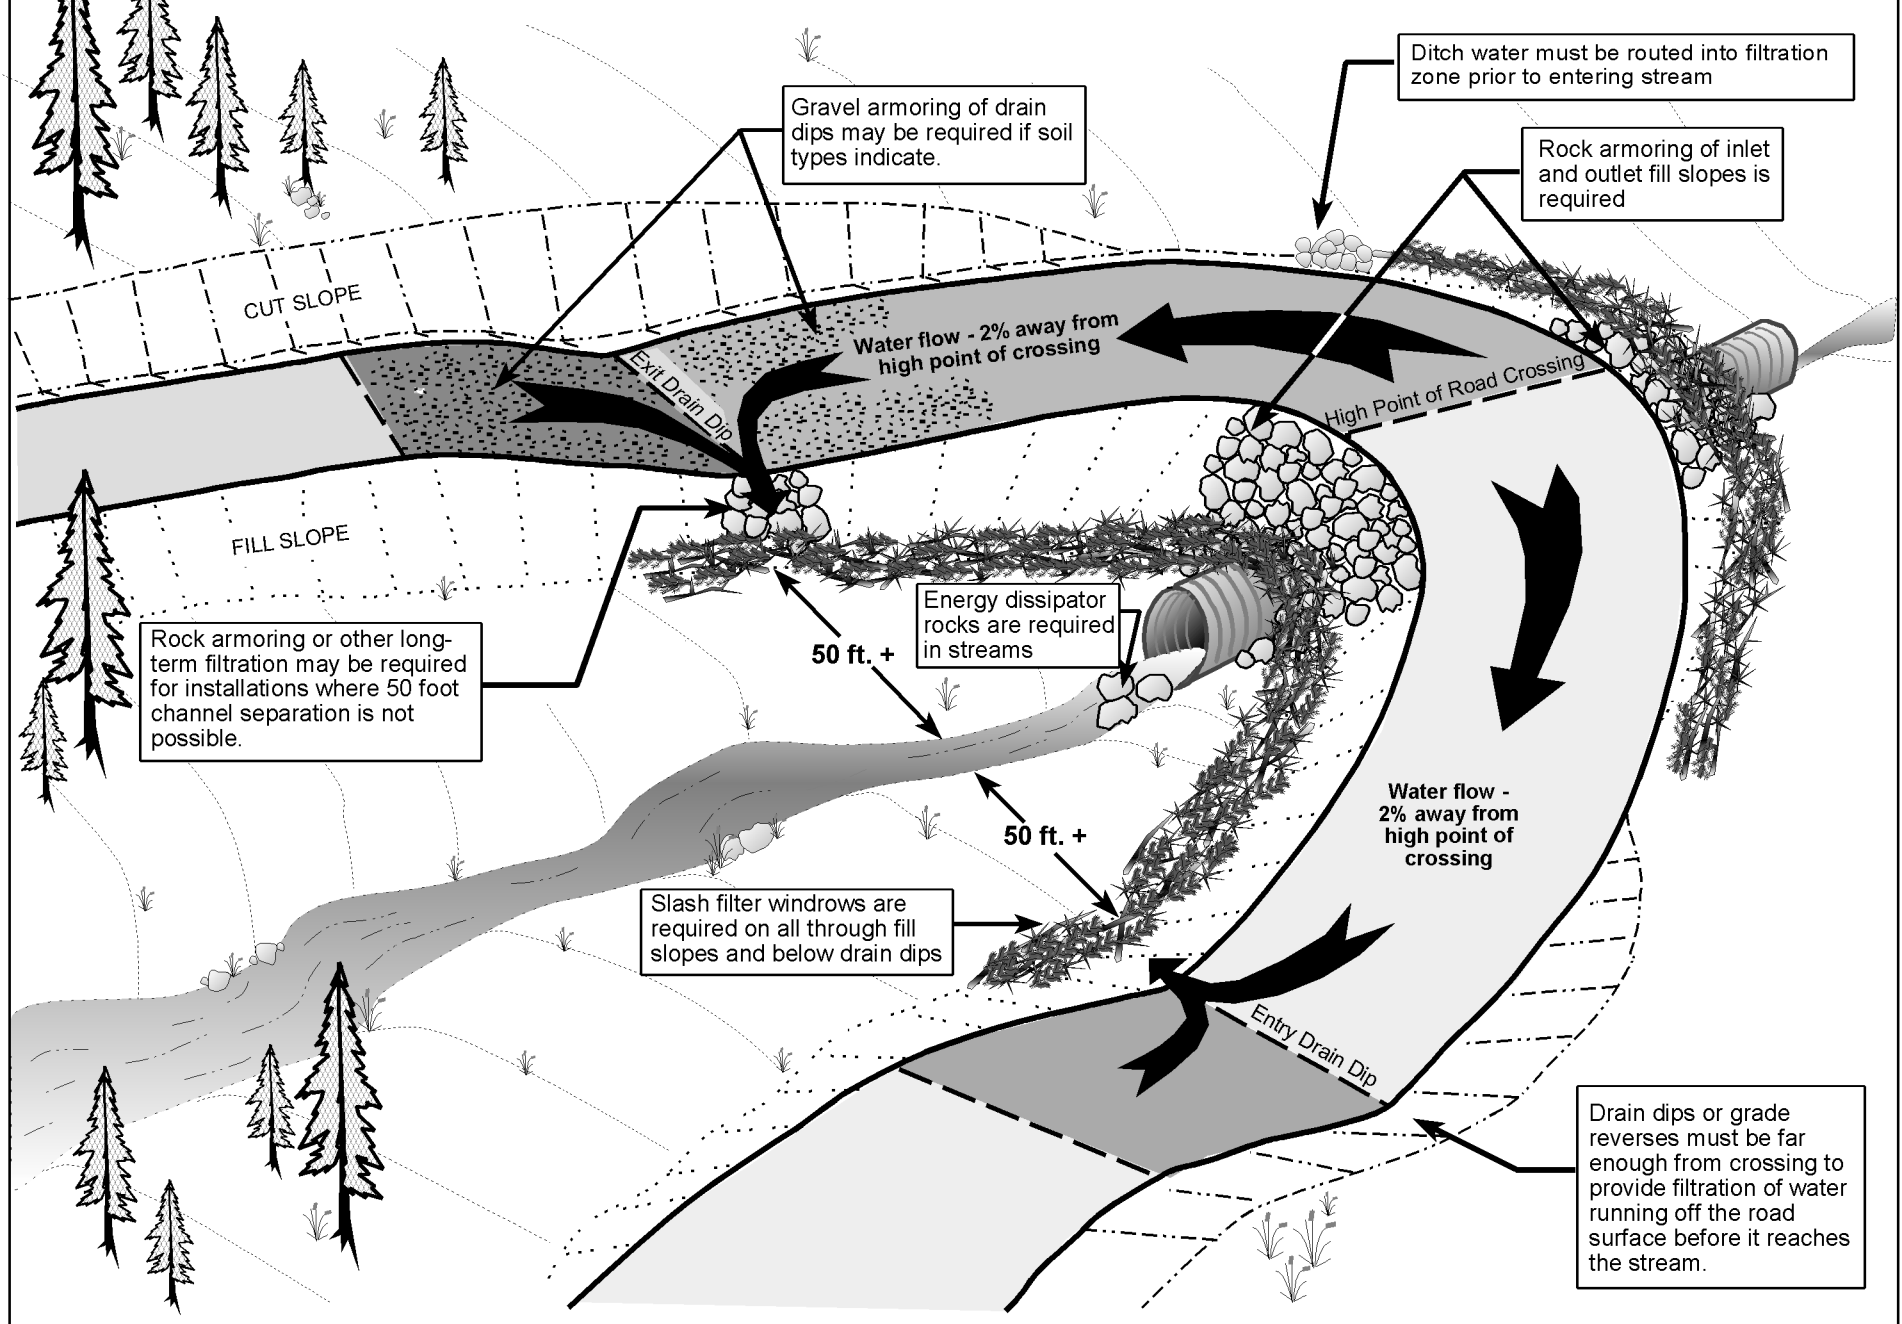 Ditch water must be routed into filtration
zone prior to entering stream
Gravel armoring of drain
dips may be required if soil
types indicate.
Rock armoring of inlet
and outlet fill slopes is
required
CUT SLOPE
Water flow - 2% away from
high point of crossing
Exit Drain Dip
High Point of Road Crossing
FILL SLOPE
Energy dissipator
rocks are required
in streams
Rock armoring or other long-
term filtration may be required
for installations where 50 foot
channel separation is not
possible.
50 ft. +
50 ft. +
Water flow -
2% away from
high point of
crossing
Slash filter windrows are
required on all through fill
slopes and below drain dips
Entry Drain Dip
Drain dips or grade
reverses must be far
enough from crossing to
provide filtration of water
running off the road
surface before it reaches
the stream.